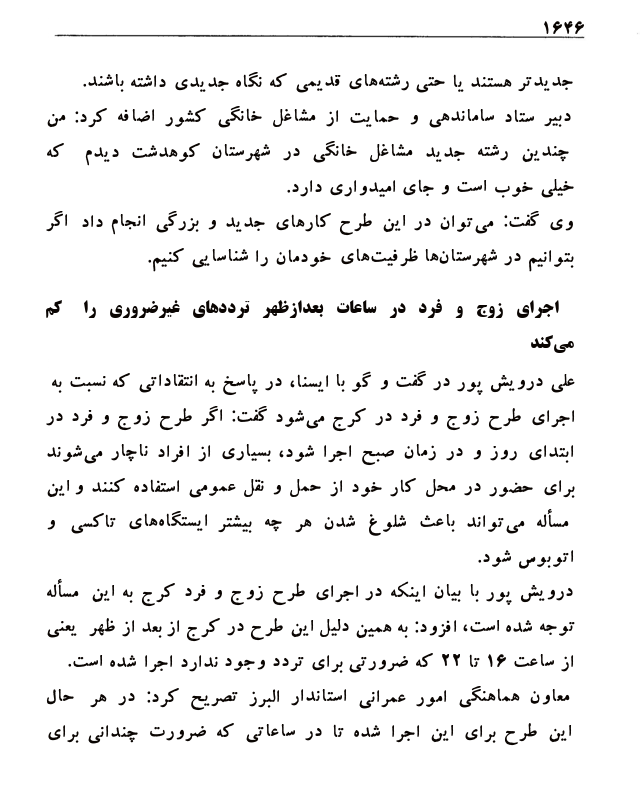 ۱۶۴۶
جدیدتر هستند یا حتی رشته‌های قدیمی که نگاه جدیدی داشته باشند.
دبیر ستاد ساماندهی و حمایت از مشاغل خانگی کشور اضافه کرد: من
چندین رشته جدید مشاغل خانگی در شهرستان کوهدشت دیدم که
خیلی خوب است و جای امیدواری دارد.
وی گفت: می‌توان در این طرح کارهای جدید و بزرگی انجام داد اگر
بتوانیم در شهرستان‌ها ظرفیت‌های خودمان را شناسایی کنیم.
اجرای زوج و فرد در ساعات بعدازظهر ترددهای غیرضروری را کم
می‌کند
علی درویش پور در گفت و گو با ایسنا، در پاسخ به انتقاداتی که نسبت به
اجرای طرح زوج و فرد در کرج می‌شود گفت: اگر طرح زوج و فرد در
ابتدای روز و در زمان صبح اجرا شود، بسیاری از افراد ناچار می‌شوند
برای حضور در محل کار خود از حمل و نقل عمومی استفاده کنند و این
مسأله می‌تواند باعث شلوغ شدن هر چه بیشتر ایستگاه‌های تاکسی و
اتوبوس شود.
درویش پور با بیان اینکه در اجرای طرح زوج و فرد کرج به این مسأله
توجه شده است، افزود: به همین دلیل این طرح در کرج از بعد از ظهر یعنی
از ساعت ۱۶ تا ۲۲ که ضرورتی برای تردد وجود ندارد اجرا شده است.
معاون هماهنگی امور عمرانی استاندار البرز تصریح کرد: در هر حال
این طرح برای این اجرا شده تا در ساعاتی که ضرورت چندانی برای